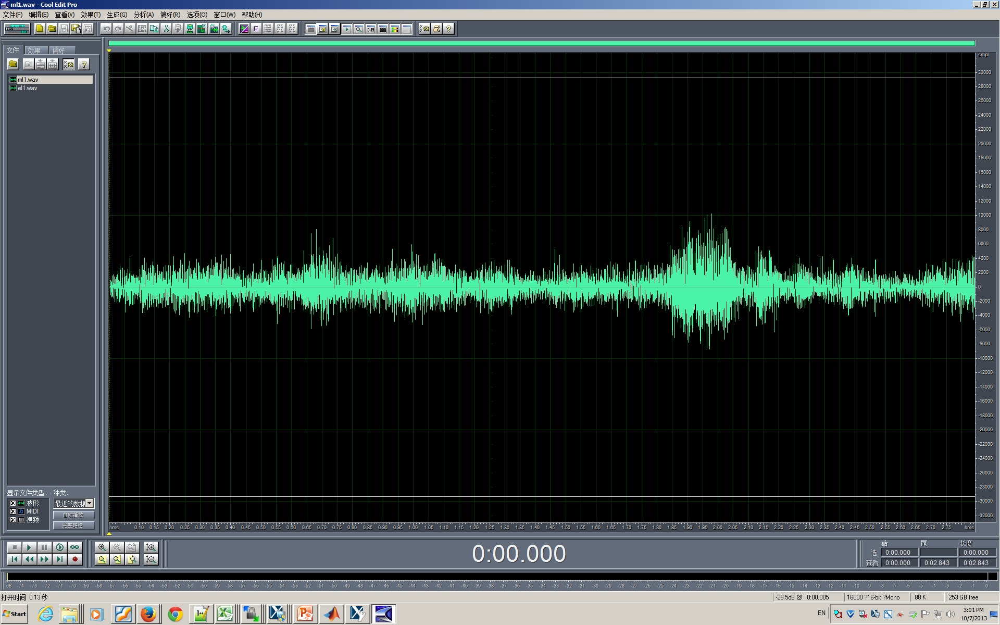 ml1.wav - Cool Edit Pro
文件(F) 编辑(E) 查看(V) 效果(T) 生成(G) 分析(A) 偏好(R) 选项(O) 窗口(W) 帮助(H)
文件 效果 偏好
ml1.wav
el1.wav
smpl
30000
28000
26000
24000
22000
20000
18000
16000
14000
12000
10000
8000
6000
4000
2000
0
-2000
-4000
-6000
-8000
-10000
-12000
-14000
-16000
-18000
-20000
-22000
-24000
-26000
-28000
-30000
-32000
hms 0.10 0.15 0.20 0.25 0.30 0.35 0.40 0.45 0.50 0.55 0.60 0.65 0.70 0.75 0.80 0.85 0.90 0.95 1.00 1.05 1.10 1.15 1.20 1.25 1.30 1.35 1.40 1.45 1.50 1.55 1.60 1.65 1.70 1.75 1.80 1.85 1.90 1.95 2.00 2.05 2.10 2.15 2.20 2.25 2.30 2.35 2.40 2.45 2.50 2.55 2.60 2.65 2.70 2.75 hms
显示文件类型: 种类:
波形 最近的数据
MIDI 自动播放
视频 完整路径
0:00.000
始 尾 长度
选 0:00.000 0:00.000
查看 0:00.000 0:02.843 0:02.843
dB -74 -73 -72 -71 -70 -69 -68 -67 -66 -65 -64 -63 -62 -61 -60 -59 -58 -57 -56 -55 -54 -53 -52 -51 -50 -49 -48 -47 -46 -45 -44 -43 -42 -41 -40 -39 -38 -37 -36 -35 -34 -33 -32 -31 -30 -29 -28 -27 -26 -25 -24 -23 -22 -21 -20 -19 -18 -17 -16 -15 -14 -13 -12 -11 -10 -9 -8 -7 -6 -5 -4 -3 -2 -1 0
打开时间 0.13 秒 -29.5dB @ 0:00.005 16000 ?16-bit ?Mono 88 K 253 GB free
Start EN 3:01 PM
10/7/2013